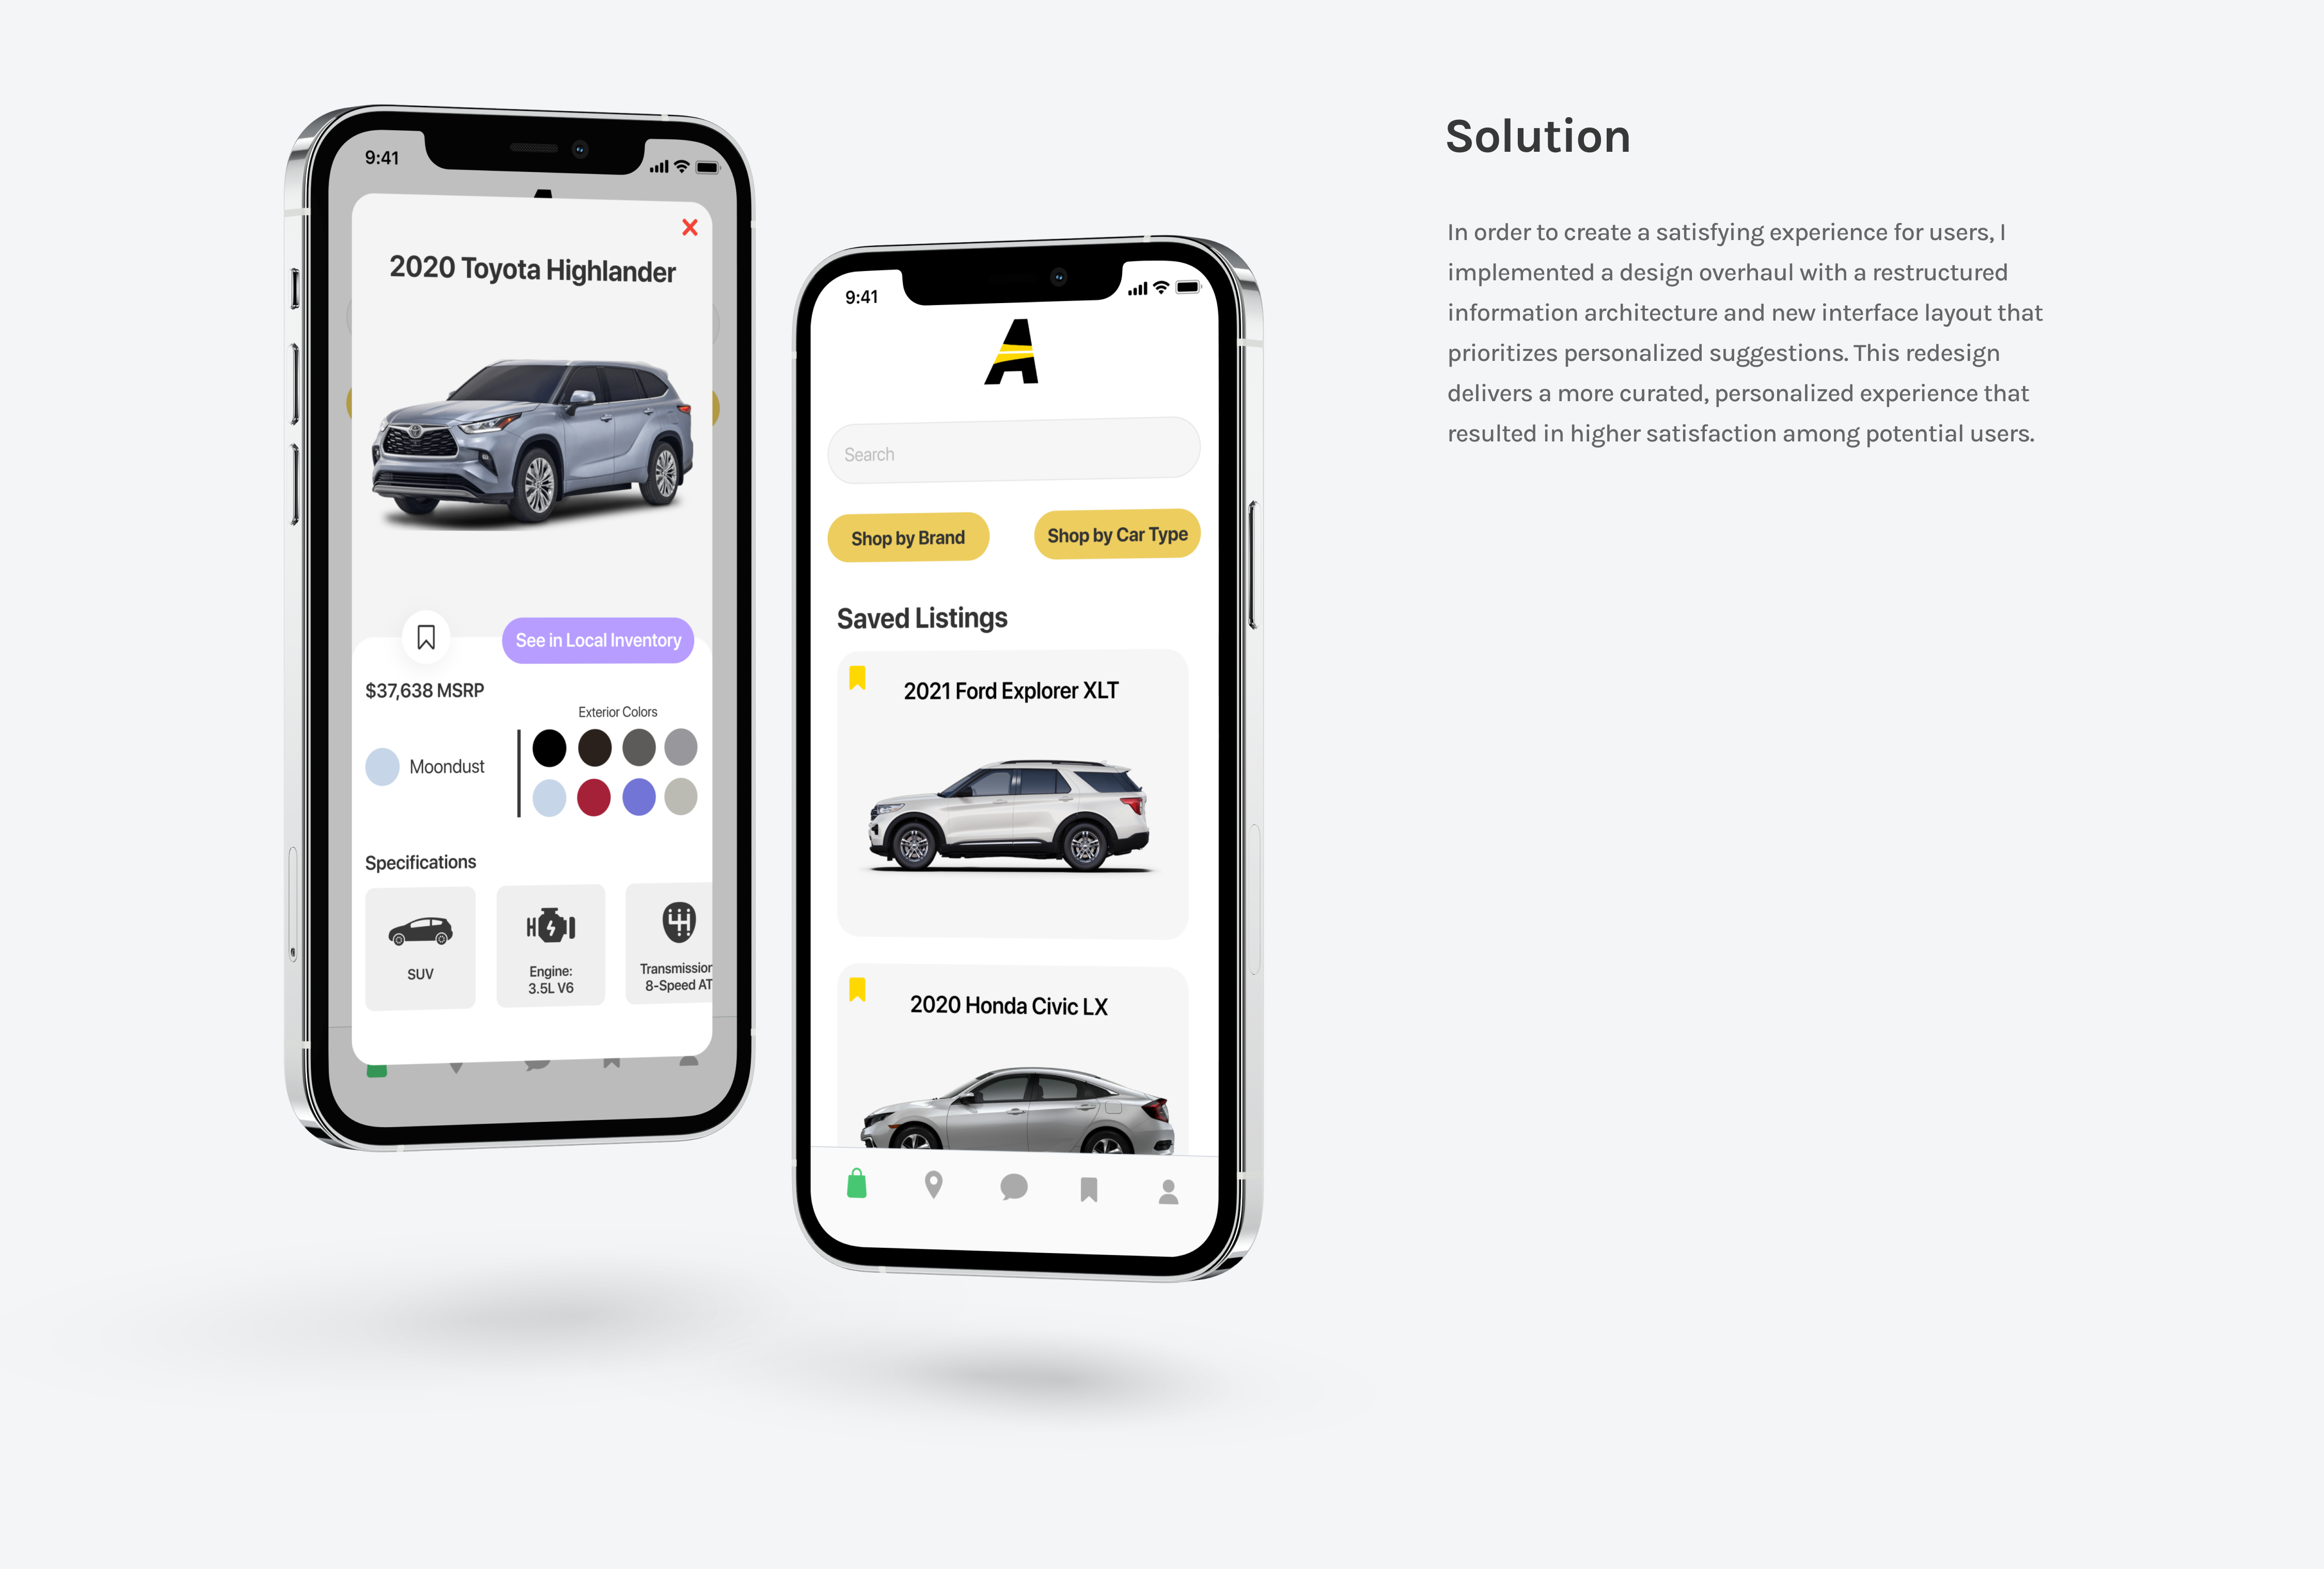 9:41
2020 Toyota Highlander
See in Local Inventory
$37,638 MSRP
Exterior Colors
Moondust
Specifications
SUV
Engine:
3.5L V6
Transmission
8-Speed AT
9:41
A
Search
Shop by Brand
Shop by Car Type
Saved Listings
2021 Ford Explorer XLT
2020 Honda Civic LX
Solution
In order to create a satisfying experience for users, I
implemented a design overhaul with a restructured
information architecture and new interface layout that
prioritizes personalized suggestions. This redesign
delivers a more curated, personalized experience that
resulted in higher satisfaction among potential users.